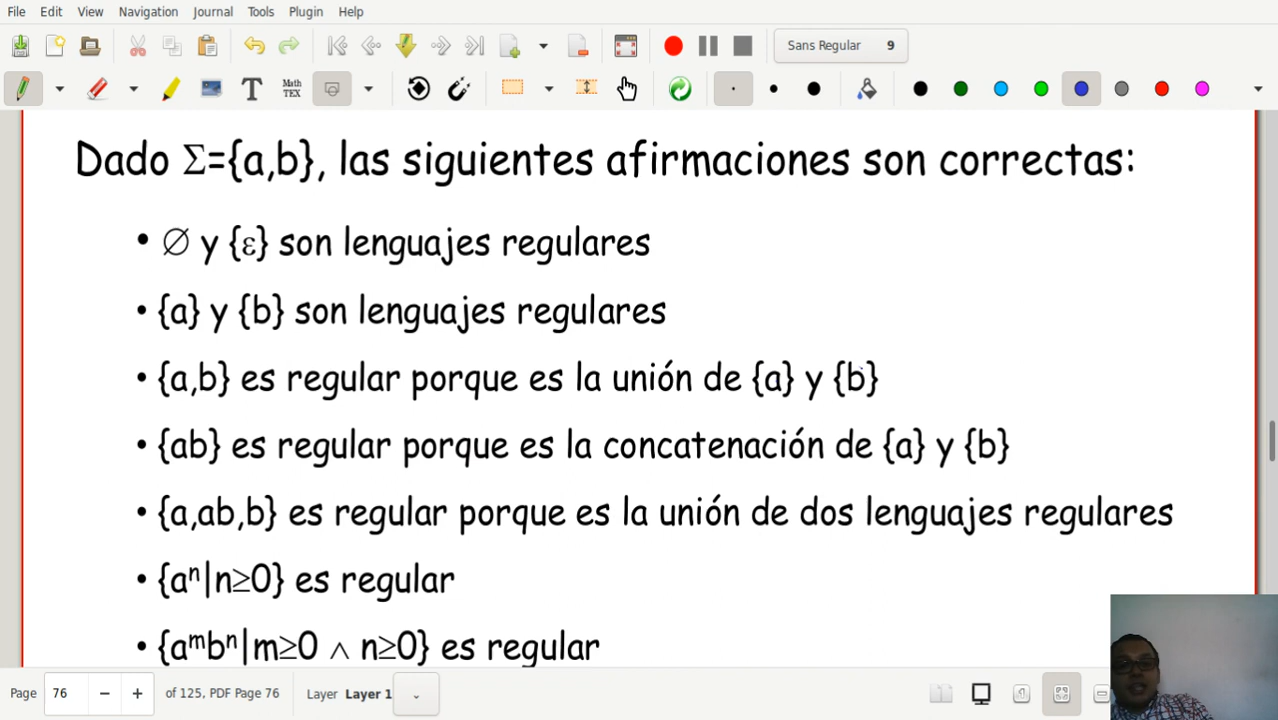 File Edit View Navigation Journal Tools Plugin Help
Sans Regular 9
T Math TEX
Dado Σ={a,b}, las siguientes afirmaciones son correctas:
• ∅ y {ε} son lenguajes regulares
• {a} y {b} son lenguajes regulares
• {a,b} es regular porque es la unión de {a} y {b}
• {ab} es regular porque es la concatenación de {a} y {b}
• {a,ab,b} es regular porque es la unión de dos lenguajes regulares
• {aⁿ|n≥0} es regular
• {aᵐbⁿ|m≥0 ∧ n≥0} es regular
Page 76 of 125, PDF Page 76 Layer Layer 1